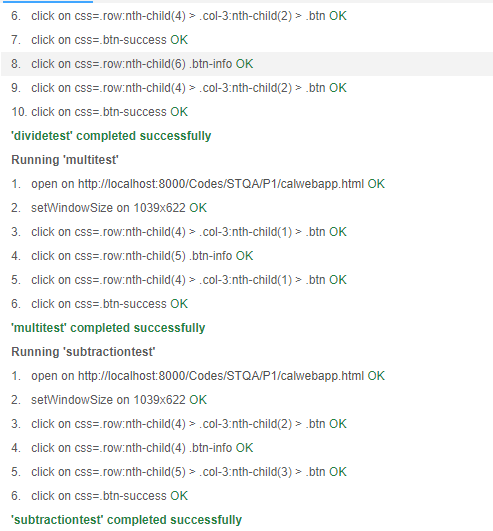 6. click on css=.row:nth-child(4) > .col-3:nth-child(2) > .btn OK
7. click on css=.btn-success OK
8. click on css=.row:nth-child(6) .btn-info OK
9. click on css=.row:nth-child(4) > .col-3:nth-child(2) > .btn OK
10. click on css=.btn-success OK
'dividetest' completed successfully
Running 'multitest'
1. open on http://localhost:8000/Codes/STQA/P1/calwebapp.html OK
2. setWindowSize on 1039x622 OK
3. click on css=.row:nth-child(4) > .col-3:nth-child(1) > .btn OK
4. click on css=.row:nth-child(5) .btn-info OK
5. click on css=.row:nth-child(4) > .col-3:nth-child(1) > .btn OK
6. click on css=.btn-success OK
'multitest' completed successfully
Running 'subtractiontest'
1. open on http://localhost:8000/Codes/STQA/P1/calwebapp.html OK
2. setWindowSize on 1039x622 OK
3. click on css=.row:nth-child(4) > .col-3:nth-child(2) > .btn OK
4. click on css=.row:nth-child(4) .btn-info OK
5. click on css=.row:nth-child(5) > .col-3:nth-child(3) > .btn OK
6. click on css=.btn-success OK
'subtractiontest' completed successfully